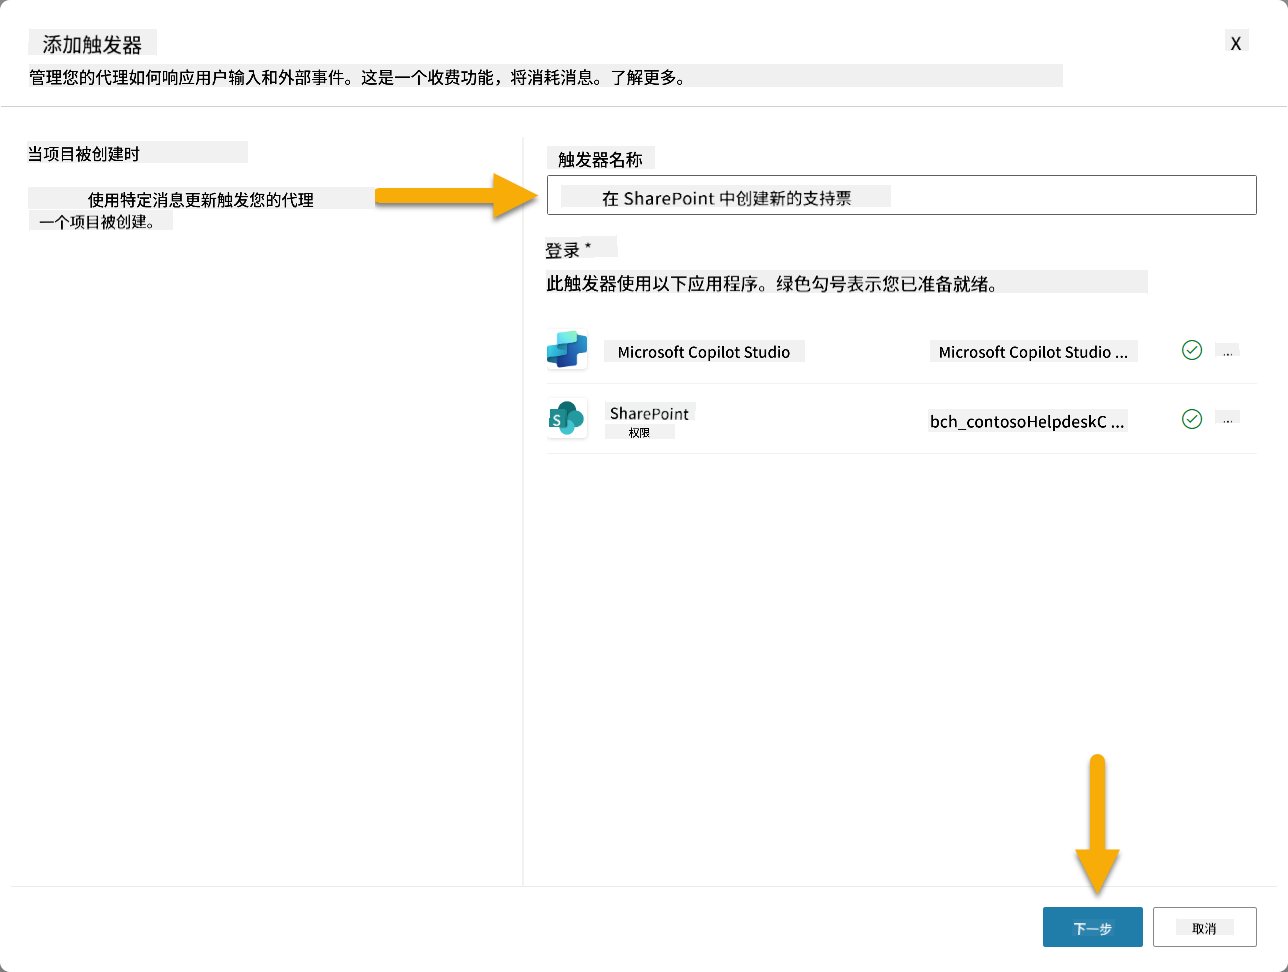 添加触发器
X
管理您的代理如何响应用户输入和外部事件。这是一个收费功能，将消耗消息。了解更多。
当项目被创建时
使用特定消息更新触发您的代理
一个项目被创建。
触发器名称
在 SharePoint 中创建新的支持票
登录 *
此触发器使用以下应用程序。绿色勾号表示您已准备就绪。
Microsoft Copilot Studio
Microsoft Copilot Studio ...
...
SharePoint
权限
bch_contosoHelpdeskC ...
...
下一步
取消